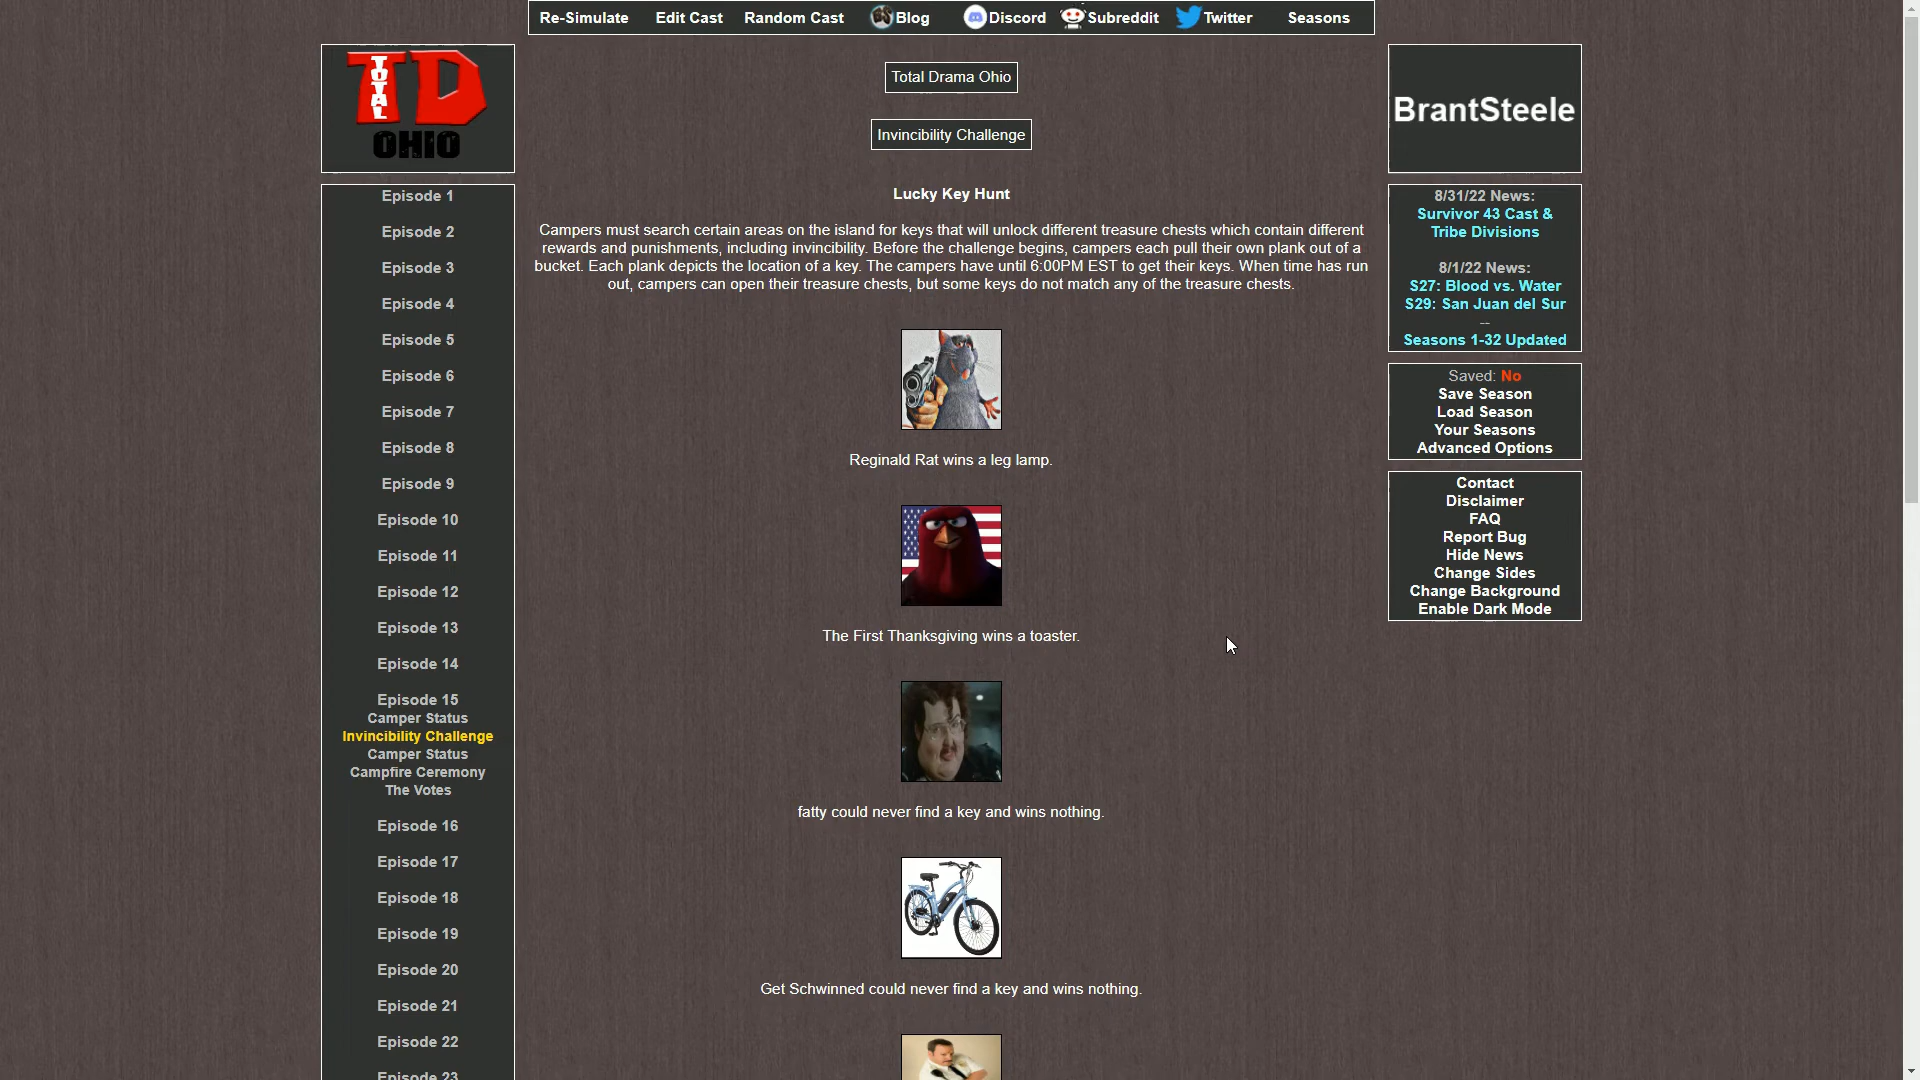 Re-Simulate Edit Cast Random Cast Blog Discord Subreddit Twitter Seasons
TD
TOTAL
OHIO
Total Drama Ohio
Invincibility Challenge
BrantSteele
Episode 1
Episode 2
Episode 3
Episode 4
Episode 5
Episode 6
Episode 7
Episode 8
Episode 9
Episode 10
Episode 11
Episode 12
Episode 13
Episode 14
Episode 15
Camper Status
Invincibility Challenge
Camper Status
Campfire Ceremony
The Votes
Episode 16
Episode 17
Episode 18
Episode 19
Episode 20
Episode 21
Episode 22
Episode 23
Lucky Key Hunt
Campers must search certain areas on the island for keys that will unlock different treasure chests which contain different
rewards and punishments, including invincibility. Before the challenge begins, campers each pull their own plank out of a
bucket. Each plank depicts the location of a key. The campers have until 6:00PM EST to get their keys. When time has run
out, campers can open their treasure chests, but some keys do not match any of the treasure chests.
Reginald Rat wins a leg lamp.
The First Thanksgiving wins a toaster.
fatty could never find a key and wins nothing.
Get Schwinned could never find a key and wins nothing.
8/31/22 News:
Survivor 43 Cast &
Tribe Divisions
8/1/22 News:
S27: Blood vs. Water
S29: San Juan del Sur
--
Seasons 1-32 Updated
Saved: No
Save Season
Load Season
Your Seasons
Advanced Options
Contact
Disclaimer
FAQ
Report Bug
Hide News
Change Sides
Change Background
Enable Dark Mode